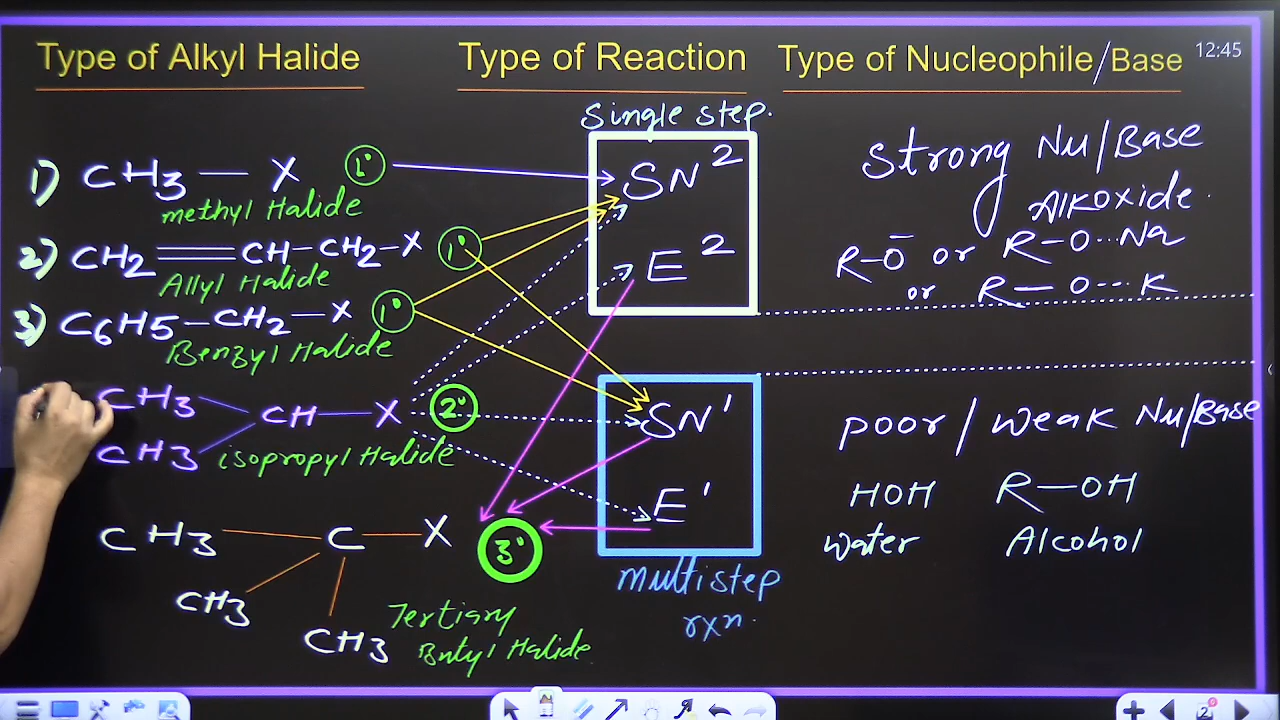 Type of Alkyl Halide
Type of Reaction
Type of Nucleophile/Base
12:45
Single step.
1) CH3 — X 1°
methyl Halide
2) CH2 ═ CH–CH2–X 1°
Allyl Halide
3) C6H5–CH2–X 1°
Benzyl Halide
CH3
CH3
CH — X 2°
isopropyl Halide
CH3 — C — X 3°
CH3
CH3
Tertiary
Butyl Halide
SN2
E2
SN1
E1
multistep
rxn.
Strong Nu/Base
Alkoxide.
R–Ō or R–O...Na
or R–O...K
poor / weak Nu/Base
HOH R–OH
water Alcohol
2